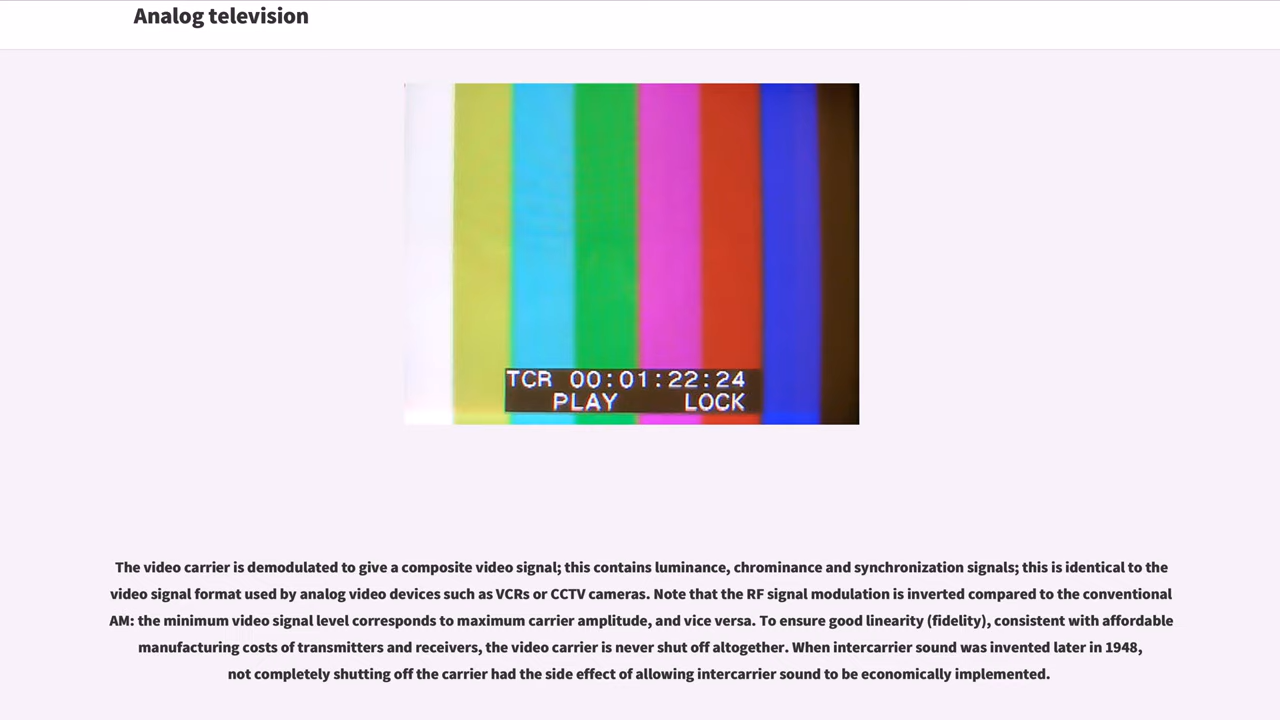 Analog television
TCR 00:01:22:24
PLAY LOCK
The video carrier is demodulated to give a composite video signal; this contains luminance, chrominance and synchronization signals; this is identical to the
video signal format used by analog video devices such as VCRs or CCTV cameras. Note that the RF signal modulation is inverted compared to the conventional
AM: the minimum video signal level corresponds to maximum carrier amplitude, and vice versa. To ensure good linearity (fidelity), consistent with affordable
manufacturing costs of transmitters and receivers, the video carrier is never shut off altogether. When intercarrier sound was invented later in 1948,
not completely shutting off the carrier had the side effect of allowing intercarrier sound to be economically implemented.